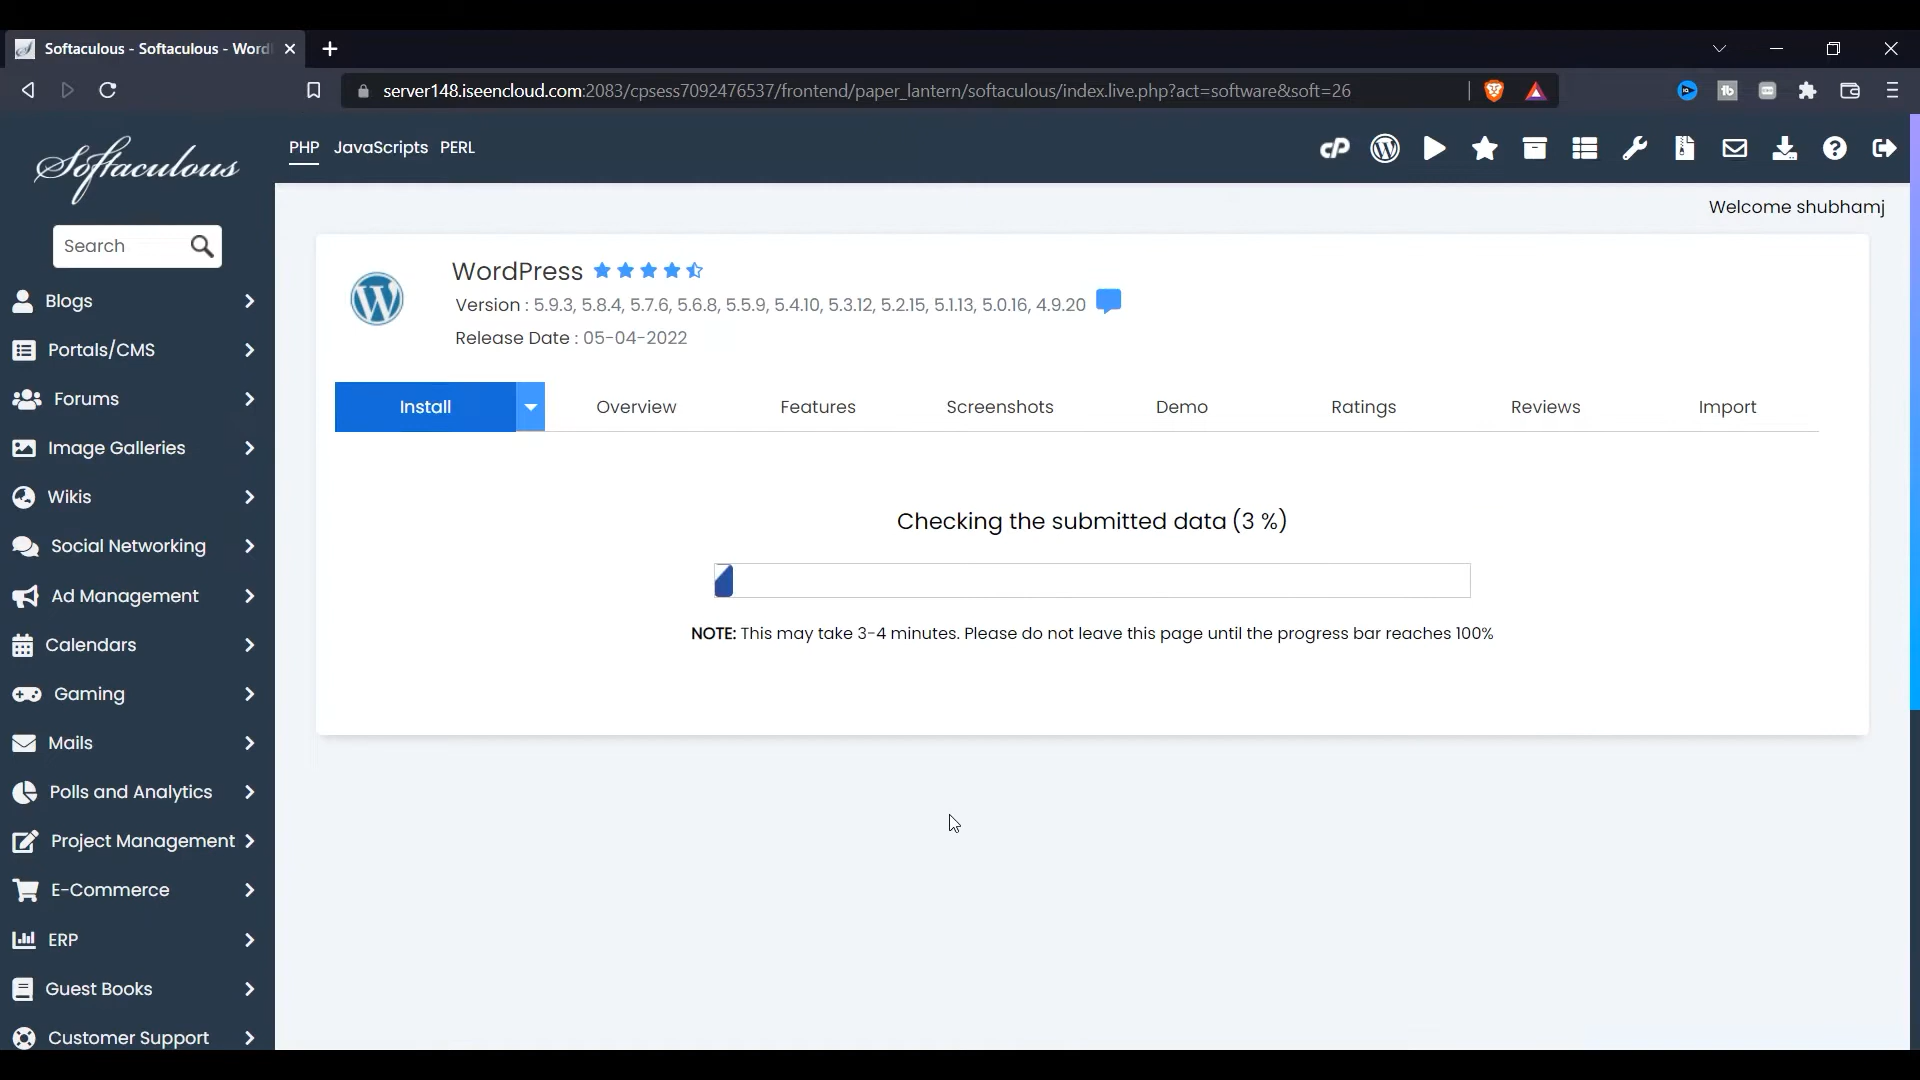 Softaculous - Softaculous - Word
server148.iseencloud.com:2083/cpsess7092476537/frontend/paper_lantern/softaculous/index.live.php?act=software&soft=26
Softaculous
PHP JavaScripts PERL
Welcome shubhamj
Search
Blogs
Portals/CMS
Forums
Image Galleries
Wikis
Social Networking
Ad Management
Calendars
Gaming
Mails
Polls and Analytics
Project Management
E-Commerce
ERP
Guest Books
Customer Support
WordPress
Version : 5.9.3, 5.8.4, 5.7.6, 5.6.8, 5.5.9, 5.4.10, 5.3.12, 5.2.15, 5.1.13, 5.0.16, 4.9.20
Release Date : 05-04-2022
Install Overview Features Screenshots Demo Ratings Reviews Import
Checking the submitted data (3 %)
NOTE: This may take 3-4 minutes. Please do not leave this page until the progress bar reaches 100%